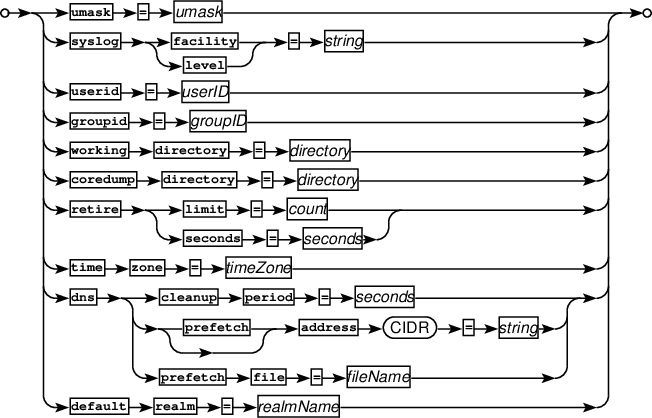 umask = umask
syslog facility = string
level
userid = userID
groupid = groupID
working directory = directory
coredump directory = directory
retire limit = count
seconds = seconds
time zone = timeZone
dns cleanup period = seconds
prefetch address CIDR = string
prefetch file = fileName
default realm = realmName